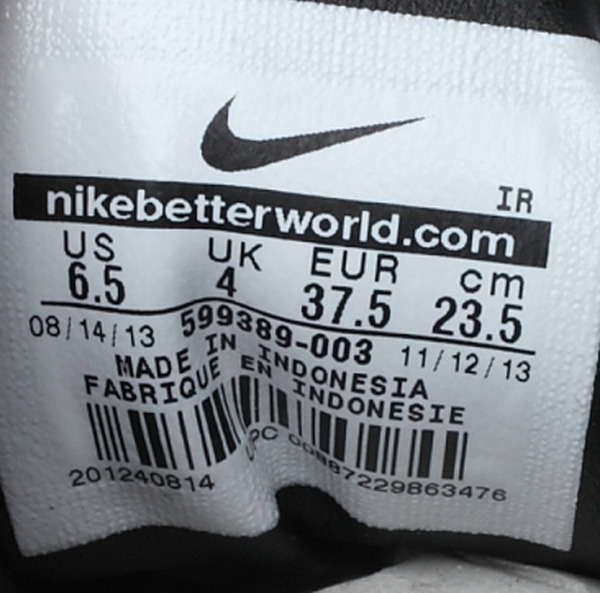 IR
nikebetterworld.com
US UK EUR cm
6.5 4 37.5 23.5
08/14/13 599389-003 11/12/13
MADE IN INDONESIA
FABRIQUÉ EN INDONESIE
201240814 UPC 00887229863476